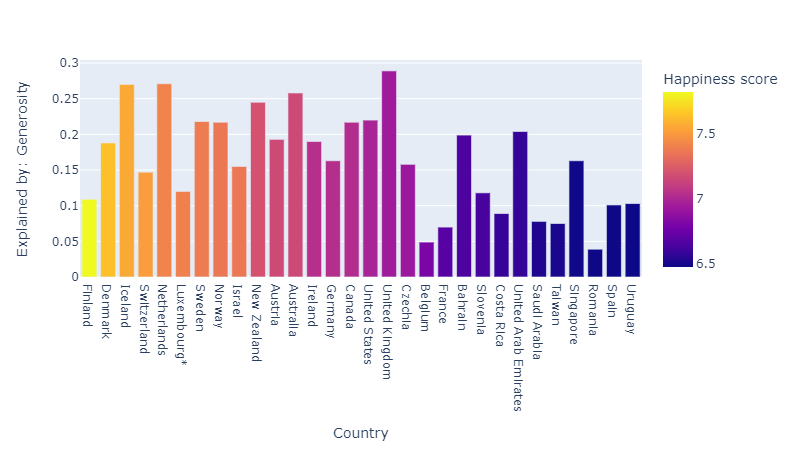 Happiness score
0.3
0.25
0.2
0.15
0.1
0.05
0
Explained by: Generosity
7.5
7
6.5
Finland
Denmark
Iceland
Switzerland
Netherlands
Luxembourg*
Sweden
Norway
Israel
New Zealand
Austria
Australia
Ireland
Germany
Canada
United States
United Kingdom
Czechia
Belgium
France
Bahrain
Slovenia
Costa Rica
United Arab Emirates
Saudi Arabia
Taiwan
Singapore
Romania
Spain
Uruguay
Country